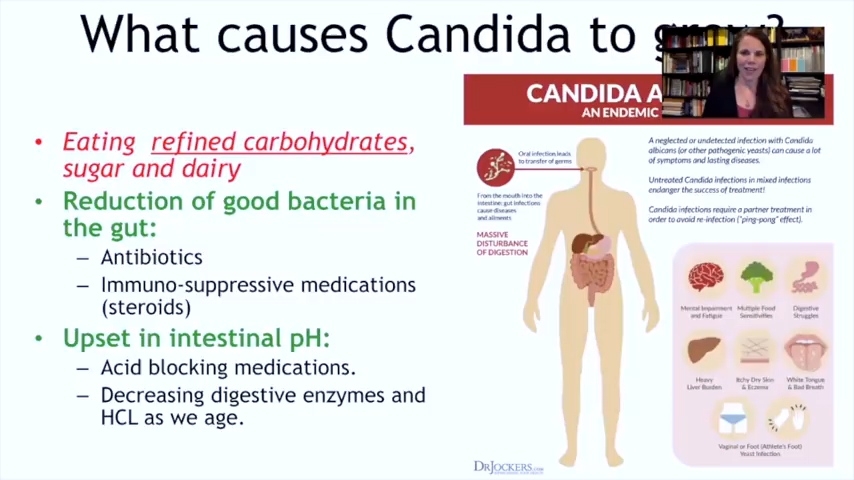 What causes Candida to grow?
• Eating refined carbohydrates,
sugar and dairy
• Reduction of good bacteria in
the gut:
– Antibiotics
– Immuno-suppressive medications
(steroids)
• Upset in intestinal pH:
– Acid blocking medications.
– Decreasing digestive enzymes and
HCL as we age.
CANDIDA A
AN ENDEMIC
Oral infection leads
to transfer of germs
From the mouth into the
intestine: gut infections
cause diseases
and ailments
MASSIVE
DISTURBANCE
OF DIGESTION
A neglected or undetected infection with Candida
albicans (or other pathogenic yeasts) can cause a lot
of symptoms and lasting diseases.
Untreated Candida infections in mixed infections
endanger the success of treatment!
Candida infections require a partner treatment in
order to avoid re-infection ("ping-pong" effect).
Mental Impairment
and Fatigue
Multiple Food
Sensitivities
Digestive
Struggles
Heavy
Liver Burden
Itchy Dry Skin
& Eczema
White Tongue
& Bad Breath
Vaginal or Foot (Athlete's Foot)
Yeast Infection
DRJOCKERS.COM